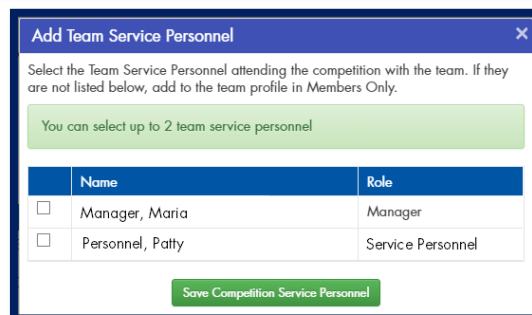 Add Team Service Personnel ×
Select the Team Service Personnel attending the competition with the team. If they
are not listed below, add to the team profile in Members Only.
You can select up to 2 team service personnel
Name Role
Manager, Maria Manager
Personnel, Patty Service Personnel
Save Competition Service Personnel